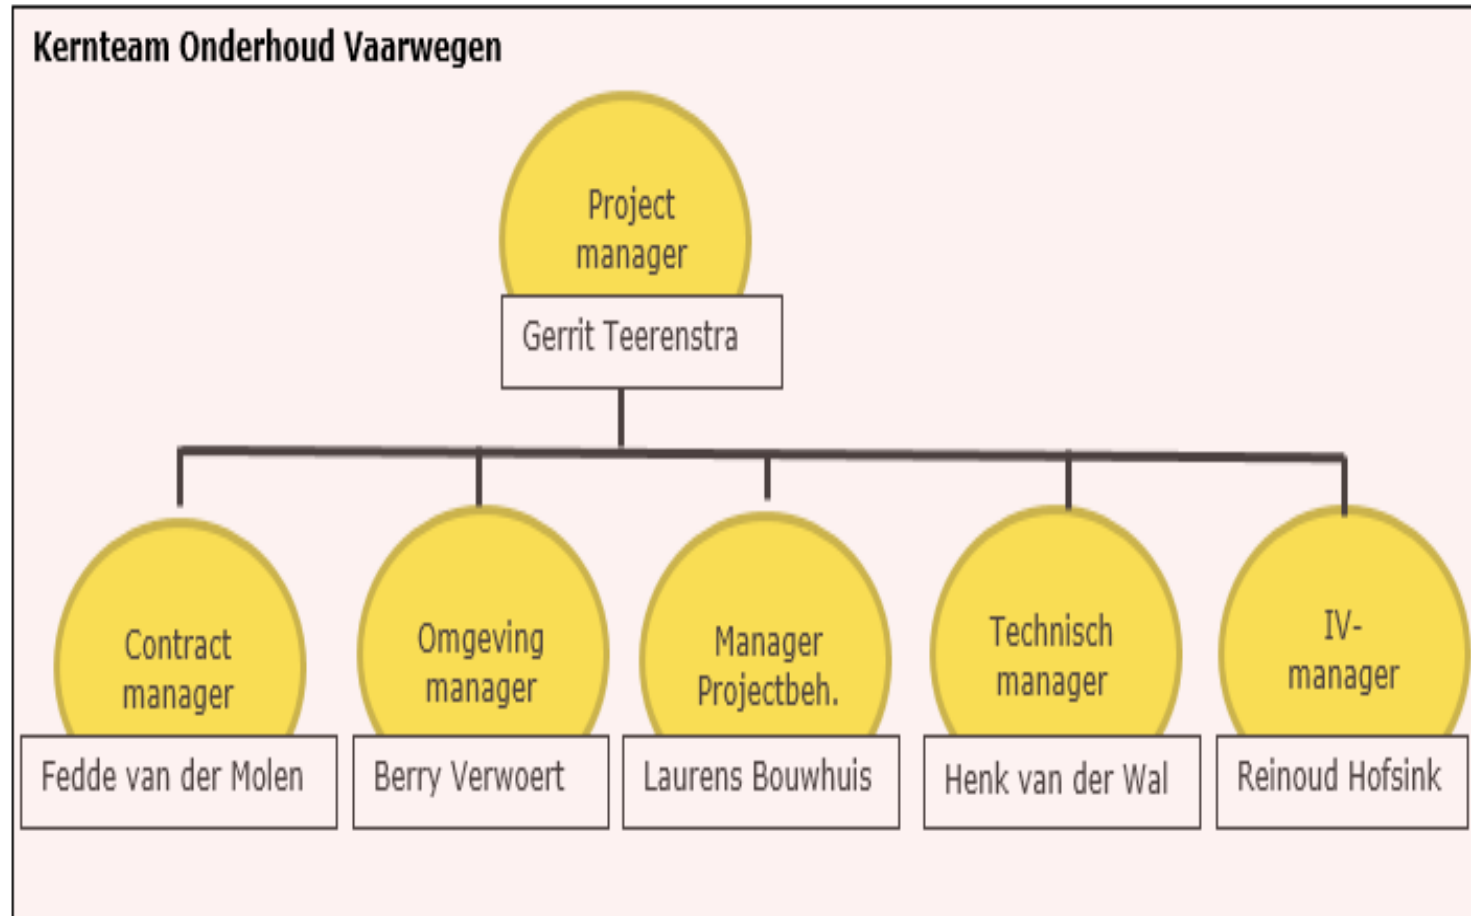 Kernteam Onderhoud Vaarwegen
Project
manager
Gerrit Teerenstra
Contract
manager
Fedde van der Molen
Omgeving
manager
Berry Verwoert
Manager
Projectbeh.
Laurens Bouwhuis
Technisch
manager
Henk van der Wal
IV-
manager
Reinoud Hofsink